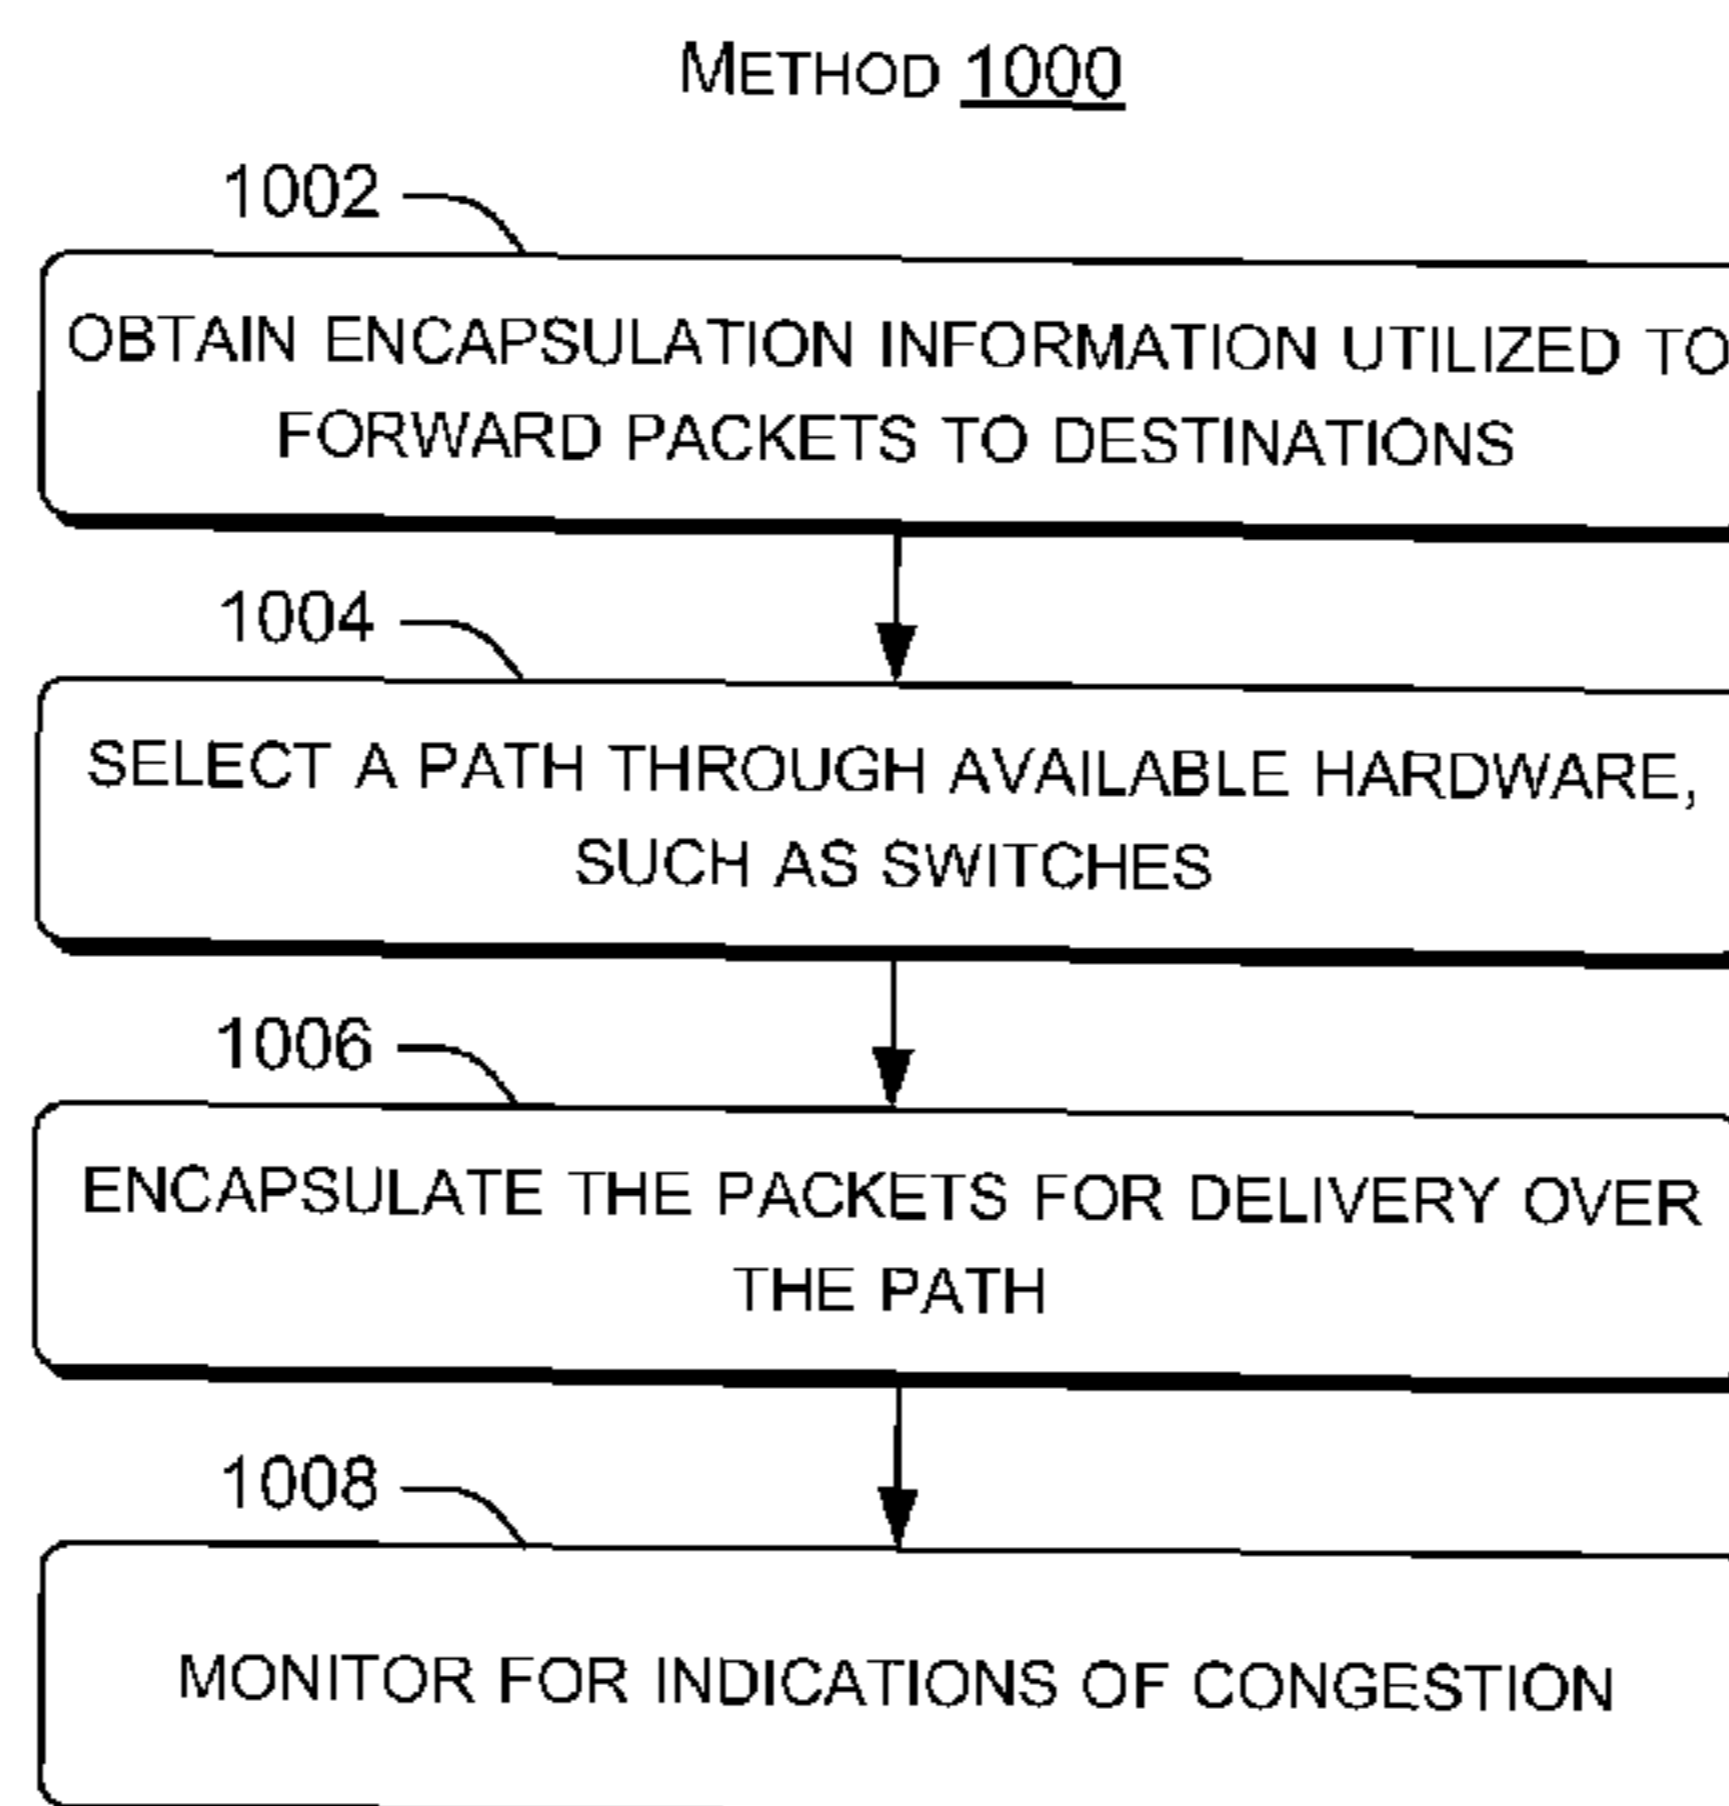 METHOD 1000
1002
OBTAIN ENCAPSULATION INFORMATION UTILIZED TO
FORWARD PACKETS TO DESTINATIONS
1004
SELECT A PATH THROUGH AVAILABLE HARDWARE,
SUCH AS SWITCHES
1006
ENCAPSULATE THE PACKETS FOR DELIVERY OVER
THE PATH
1008
MONITOR FOR INDICATIONS OF CONGESTION